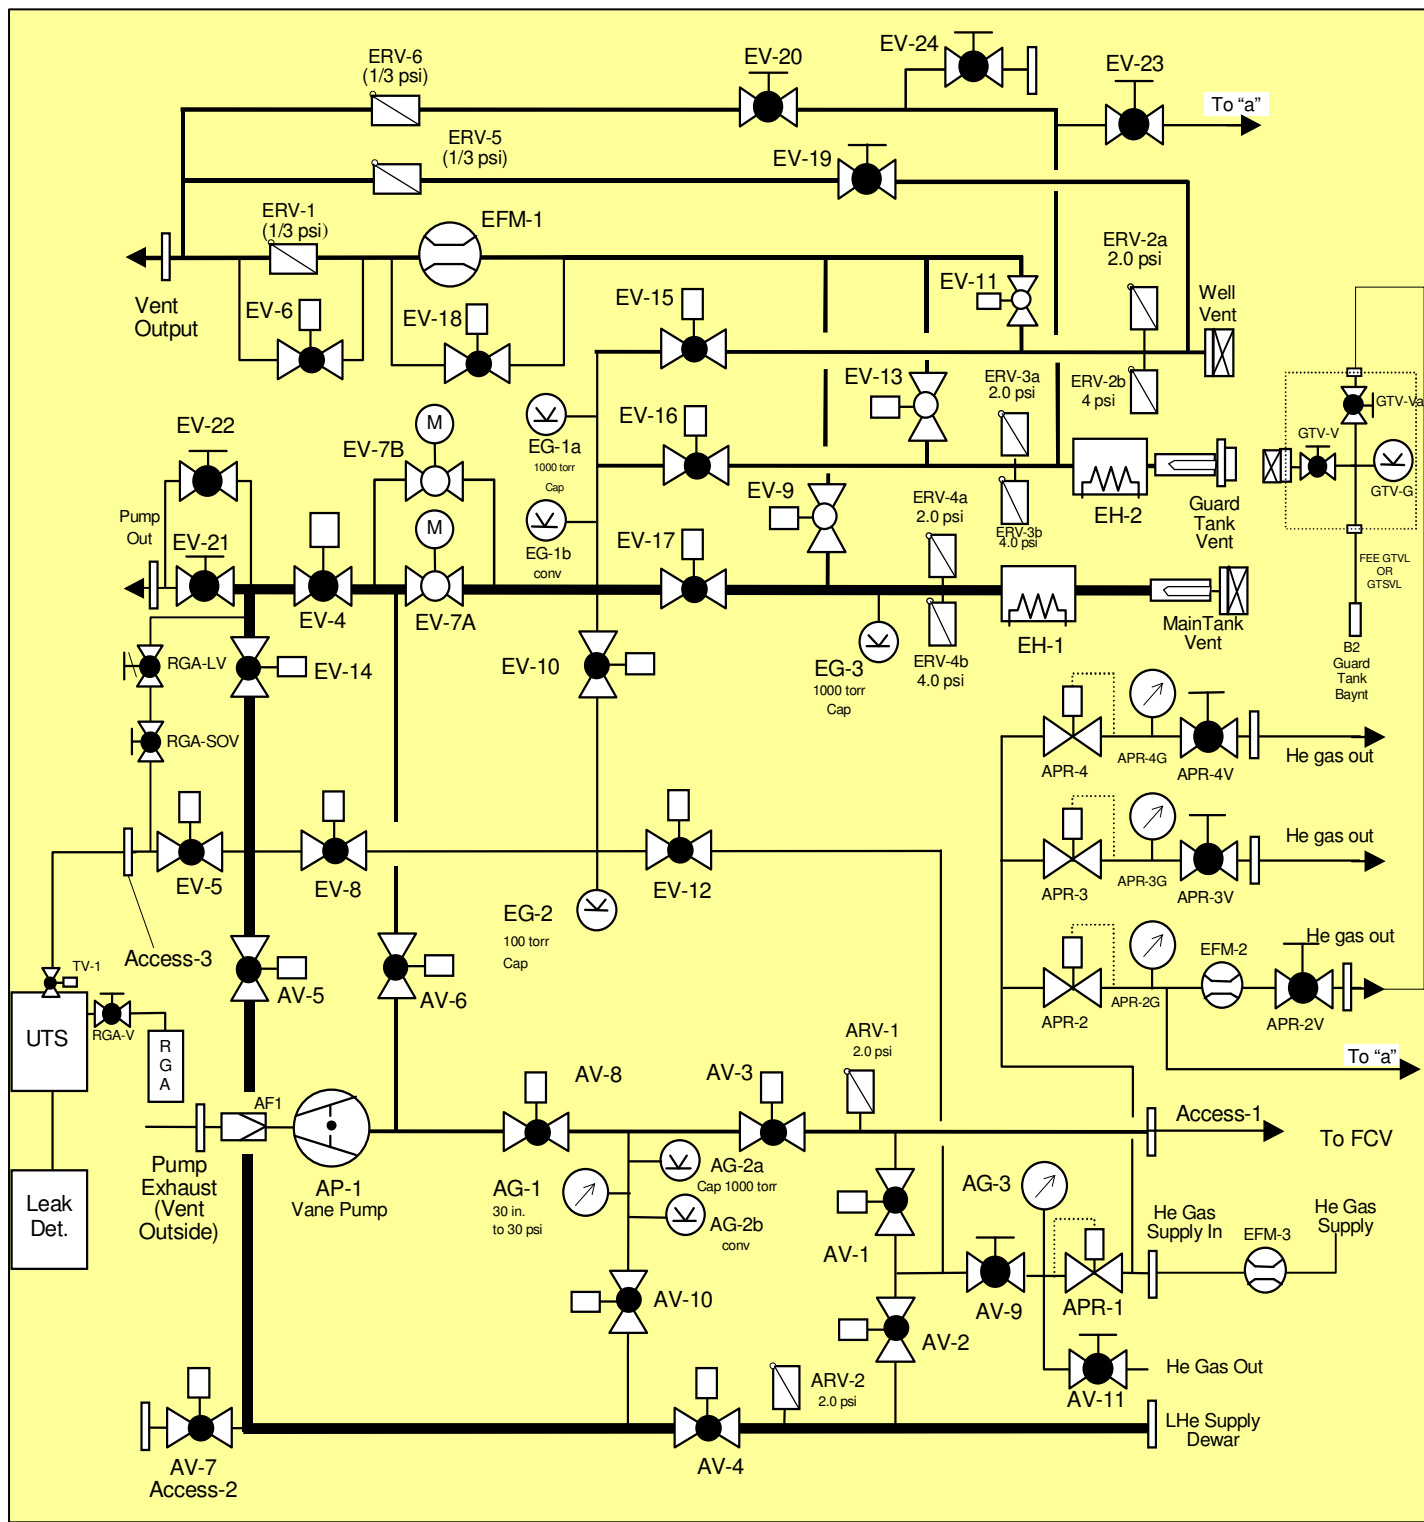 EV-24
ERV-6
(1/3 psi)
EV-20
EV-23
To "a"
ERV-5
(1/3 psi)
EV-19
ERV-1
(1/3 psi)
EFM-1
ERV-2a
2.0 psi
EV-11
EV-15
Well
Vent
Vent
Output
EV-6
EV-18
EV-13
ERV-3a
2.0 psi
ERV-2b
4 psi
GTV-Va
EV-22
M
EV-7B
EG-1a
1000 torr
Cap
EV-16
GTV-V
GTV-G
EV-9
ERV-4a
2.0 psi
EH-2
Guard
Tank
Vent
Pump
Out
EV-21
M
EG-1b
conv
EV-17
ERV-3b
4.0 psi
FEE GTVL
OR
GTSVL
EV-4
EV-7A
EH-1
MainTank
Vent
RGA-LV
EV-14
EV-10
EG-3
1000 torr
Cap
ERV-4b
4.0 psi
B2
Guard
Tank
Baynt
RGA-SOV
APR-4
APR-4G
APR-4V
He gas out
EV-5
EV-8
EV-12
APR-3
APR-3G
APR-3V
He gas out
EG-2
100 torr
Cap
Access-3
TV-1
AV-5
AV-6
EFM-2
He gas out
UTS
RGA-V
R
G
A
APR-2
APR-2G
APR-2V
ARV-1
2.0 psi
To "a"
AV-8
AV-3
AF1
Access-1
To FCV
Pump
Exhaust
(Vent
Outside)
AP-1
Vane Pump
AG-1
30 in.
to 30 psi
AG-2a
Cap 1000 torr
AG-2b
conv
AG-3
Leak
Det.
He Gas
Supply In
EFM-3
He Gas
Supply
AV-1
AV-10
AV-2
AV-9
APR-1
ARV-2
2.0 psi
AV-11
He Gas Out
AV-7
Access-2
AV-4
LHe Supply
Dewar